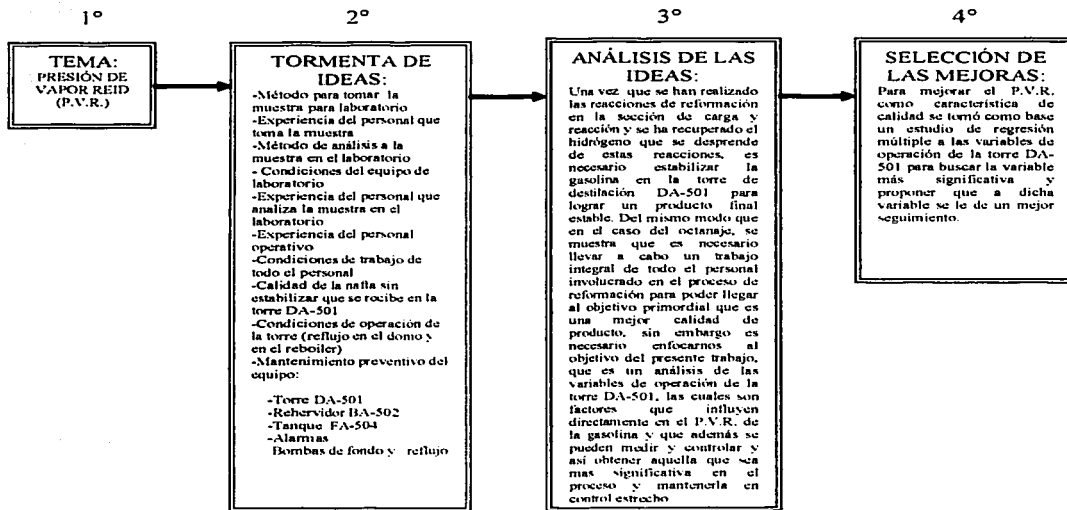 1°
2°
3°
4°
TEMA:
PRESIÓN DE
VAPOR REID
(P.V.R.)
TORMENTA DE
IDEAS:
-Método para tomar la
muestra para laboratorio
-Experiencia del personal que
toma la muestra
-Método de análisis a la
muestra en el laboratorio
- Condiciones del equipo de
laboratorio
-Experiencia del personal que
analiza la muestra en el
laboratorio
-Experiencia del personal
operativo
-Condiciones de trabajo de
todo el personal
-Calidad de la nafta sin
estabilizar que se recibe en la
torre DA-501
-Condiciones de operación de
la torre (reflujo en el domo y
en el reboiler)
-Mantenimiento preventivo del
equipo:
-Torre DA-501
-Rehervidor BA-502
-Tanque FA-504
-Alarmas
Bombas de fondo y reflujo
ANÁLISIS DE LAS
IDEAS:
Una vez que se han realizado
las reacciones de reformación
en la sección de carga y
reacción y se ha recuperado el
hidrógeno que se desprende
de estas reacciones, es
necesario estabilizar la
gasolina en la torre de
destilación DA-501 para
lograr un producto final
estable. Del mismo modo que
en el caso del octanaje, se
muestra que es necesario
llevar a cabo un trabajo
integral de todo el personal
involucrado en el proceso de
reformación para poder llegar
al objetivo primordial que es
una mejor calidad de
producto, sin embargo es
necesario enfocarnos al
objetivo del presente trabajo,
que es un análisis de las
variables de operación de la
torre DA-501, las cuales son
factores que influyen
directamente en el P.V.R. de
la gasolina y que además se
pueden medir y controlar y
así obtener aquella que sea
mas significativa en el
proceso y mantenerla en
control estrecho
SELECCIÓN DE
LAS MEJORAS:
Para mejorar el P.V.R.
como característica de
calidad se tomó como base
un estudio de regresión
múltiple a las variables de
operación de la torre DA-
501 para buscar la variable
más significativa y
proponer que a dicha
variable se le de un mejor
seguimiento.